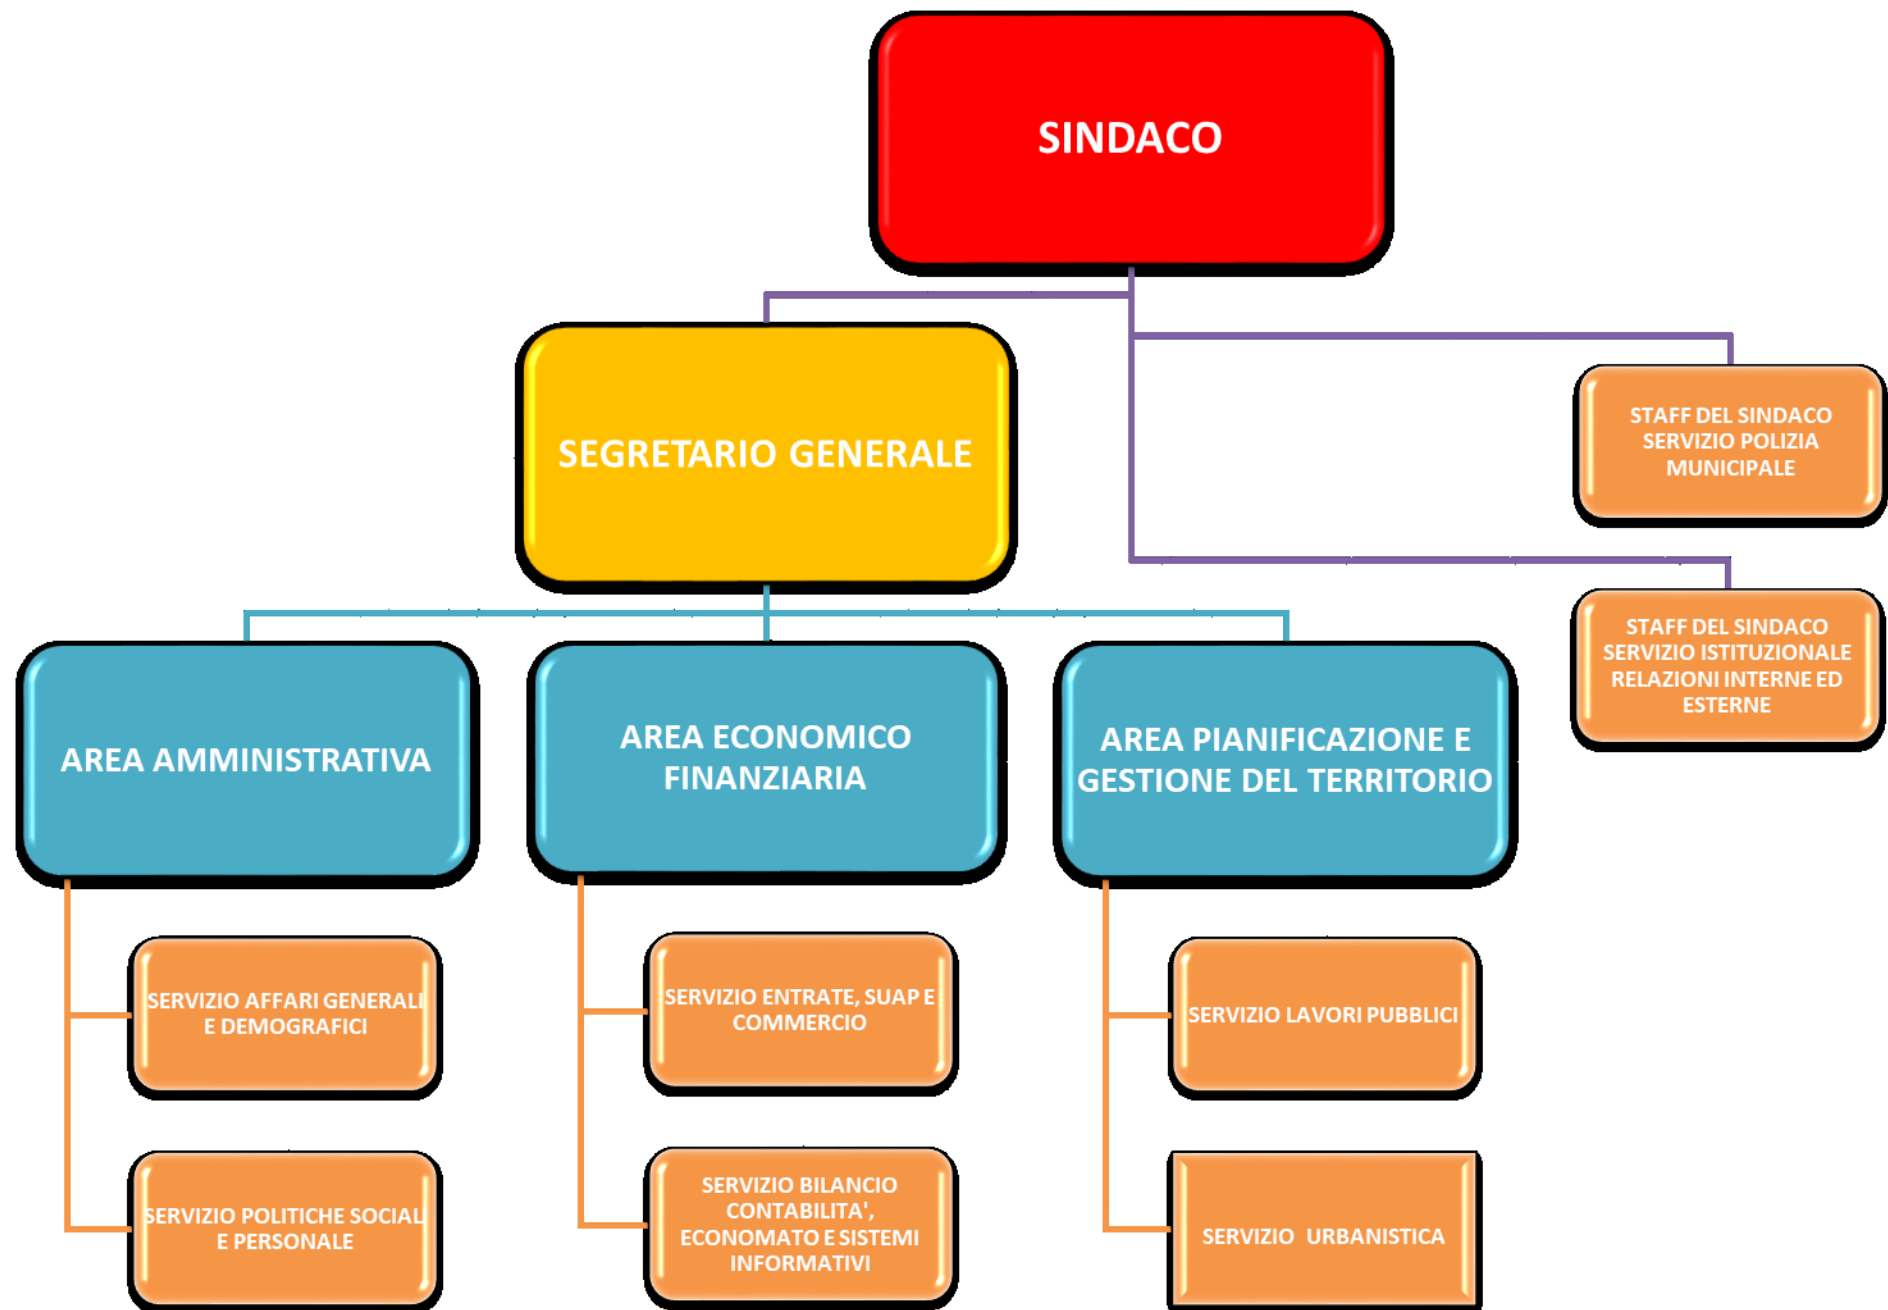 SINDACO
SEGRETARIO GENERALE
STAFF DEL SINDACO
SERVIZIO POLIZIA
MUNICIPALE
STAFF DEL SINDACO
SERVIZIO ISTITUZIONALE
RELAZIONI INTERNE ED
ESTERNE
AREA AMMINISTRATIVA
AREA ECONOMICO
FINANZIARIA
AREA PIANIFICAZIONE E
GESTIONE DEL TERRITORIO
SERVIZIO AFFARI GENERALI
E DEMOGRAFICI
SERVIZIO ENTRATE, SUAP E
COMMERCIO
SERVIZIO LAVORI PUBBLICI
SERVIZIO POLITICHE SOCIALI
E PERSONALE
SERVIZIO BILANCIO
CONTABILITA',
ECONOMATO E SISTEMI
INFORMATIVI
SERVIZIO  URBANISTICA